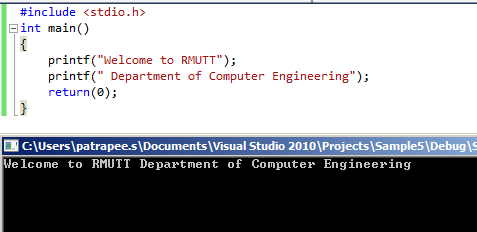 #include <stdio.h>
int main()
{
printf("Welcome to RMUTT");
printf(" Department of Computer Engineering");
return(0);
}
C:\Users\patrapee.s\Documents\Visual Studio 2010\Projects\Sample5\Debug\S
Welcome to RMUTT Department of Computer Engineering